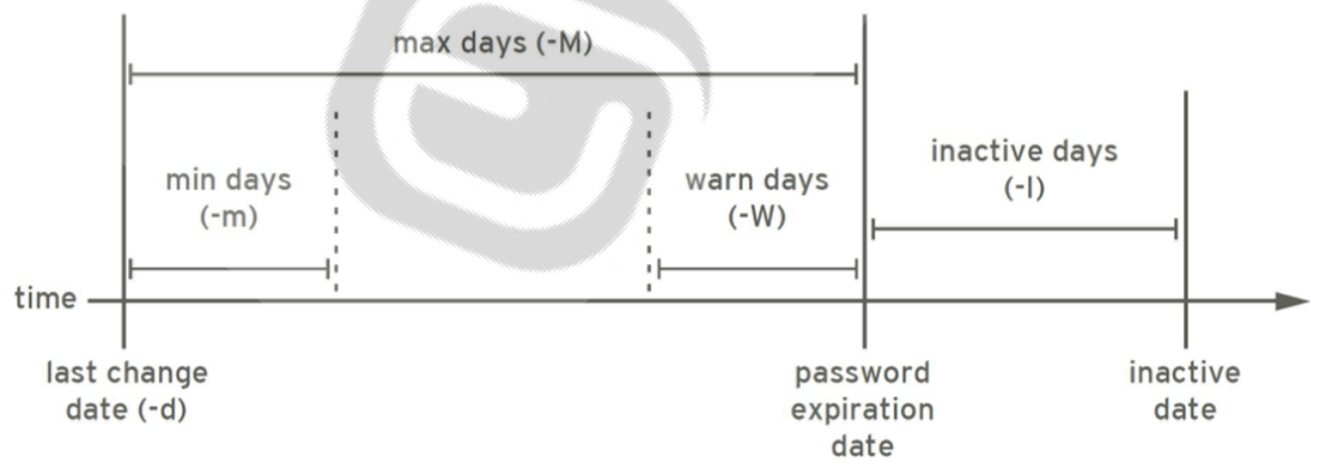 max days (-M)
min days
(-m)
warn days
(-W)
inactive days
(-I)
time
last change
date (-d)
password
expiration
date
inactive
date